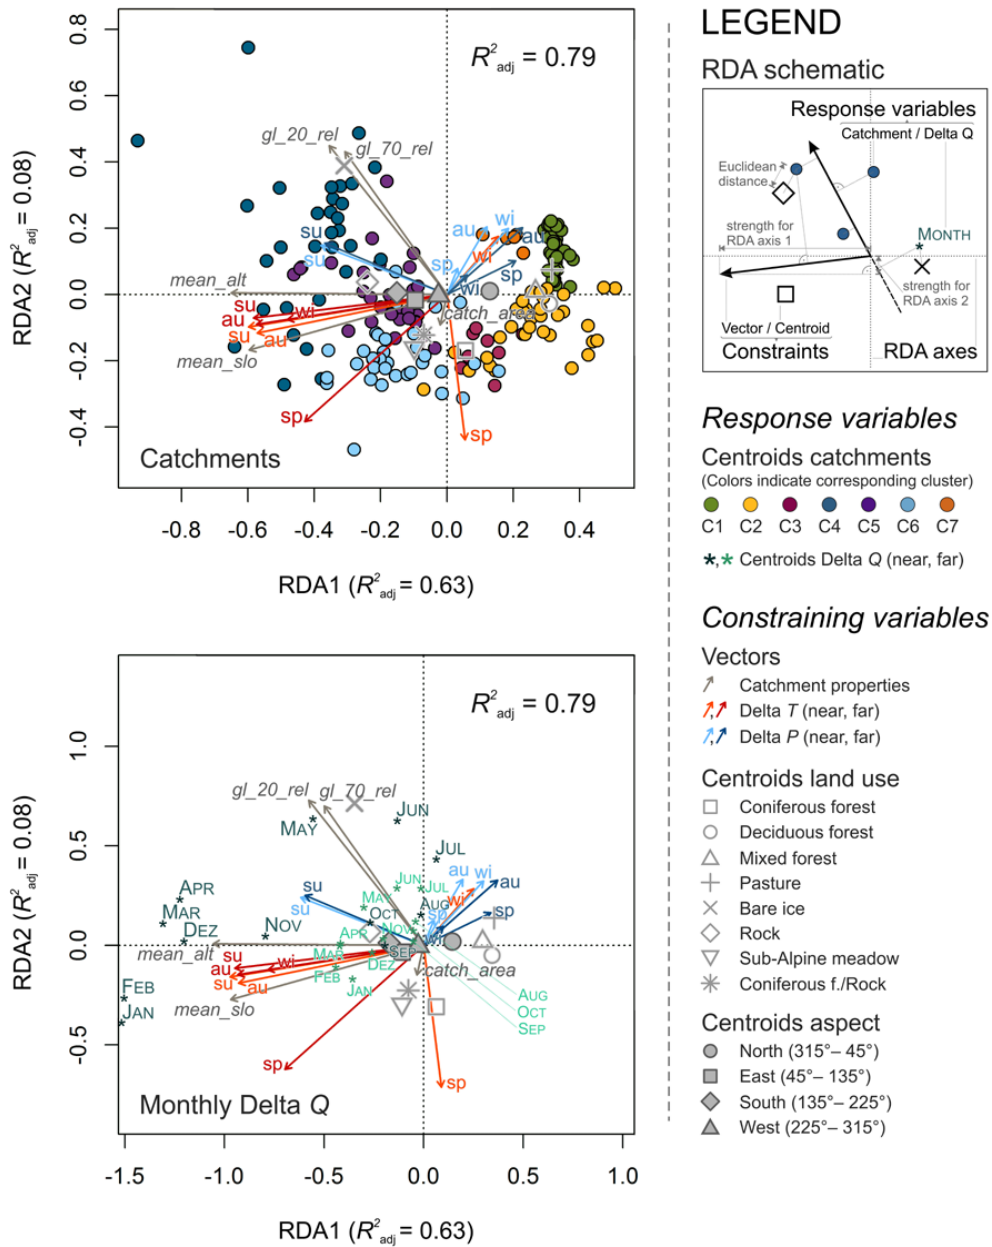 R²adj = 0.79
gl_20_rel
gl_70_rel
wi
au
au
su
wi
sp
su
sp
wi
mean_alt
su
wi
catch_area
au
su
au
mean_slo
sp
sp
Catchments
0.8
0.6
0.4
0.2
0.0
-0.2
-0.4
RDA2 (R²adj = 0.08)
-0.8 -0.6 -0.4 -0.2 0.0 0.2 0.4
RDA1 (R²adj = 0.63)
R²adj = 0.79
gl_20_rel
gl_70_rel
JUN
MAY
JUL
au
wi
su
JUN
JUL
au
APR
MAY
wi
su
AUG
MAR
OCT
sp
sp
NOV
DEZ
APR
NOV
wi
mean_alt
MAR
SEP
su
wi
DEZ
catch_area
au
FEB
su
au
JAN
FEB
mean_slo
AUG
JAN
OCT
SEP
sp
sp
Monthly Delta Q
1.0
0.5
0.0
-0.5
RDA2 (R²adj = 0.08)
-1.5 -1.0 -0.5 0.0 0.5 1.0
RDA1 (R²adj = 0.63)
LEGEND
RDA schematic
Response variables
Catchment / Delta Q
Euclidean
distance
strength for
RDA axis 1
MONTH
strength for
RDA axis 2
Vector / Centroid
Constraints
RDA axes
Response variables
Centroids catchments
(Colors indicate corresponding cluster)
C1 C2 C3 C4 C5 C6 C7
*,* Centroids Delta Q (near, far)
Constraining variables
Vectors
Catchment properties
, Delta T (near, far)
, Delta P (near, far)
Centroids land use
Coniferous forest
Deciduous forest
Mixed forest
Pasture
Bare ice
Rock
Sub-Alpine meadow
Coniferous f./Rock
Centroids aspect
North (315°– 45°)
East (45°– 135°)
South (135°– 225°)
West (225°– 315°)